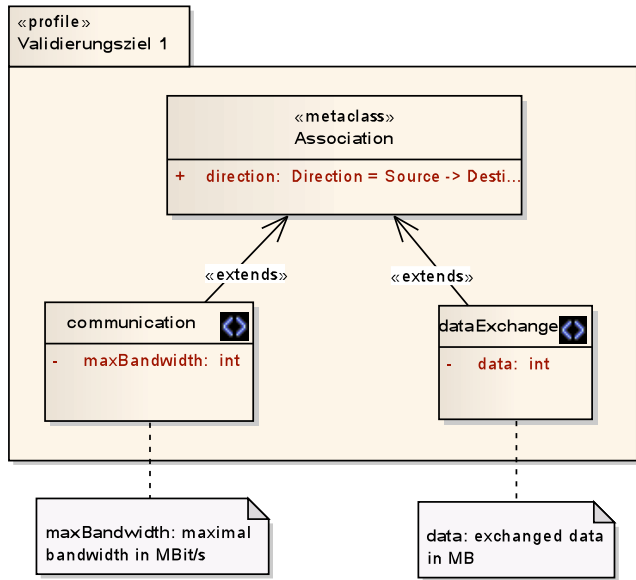 «profile»
Validierungsziel 1
«metaclass»
Association
+ direction: Direction = Source -> Desti...
«extends»
«extends»
communication
- maxBandwidth: int
dataExchange
- data: int
maxBandwidth: maximal
bandwidth in MBit/s
data: exchanged data
in MB